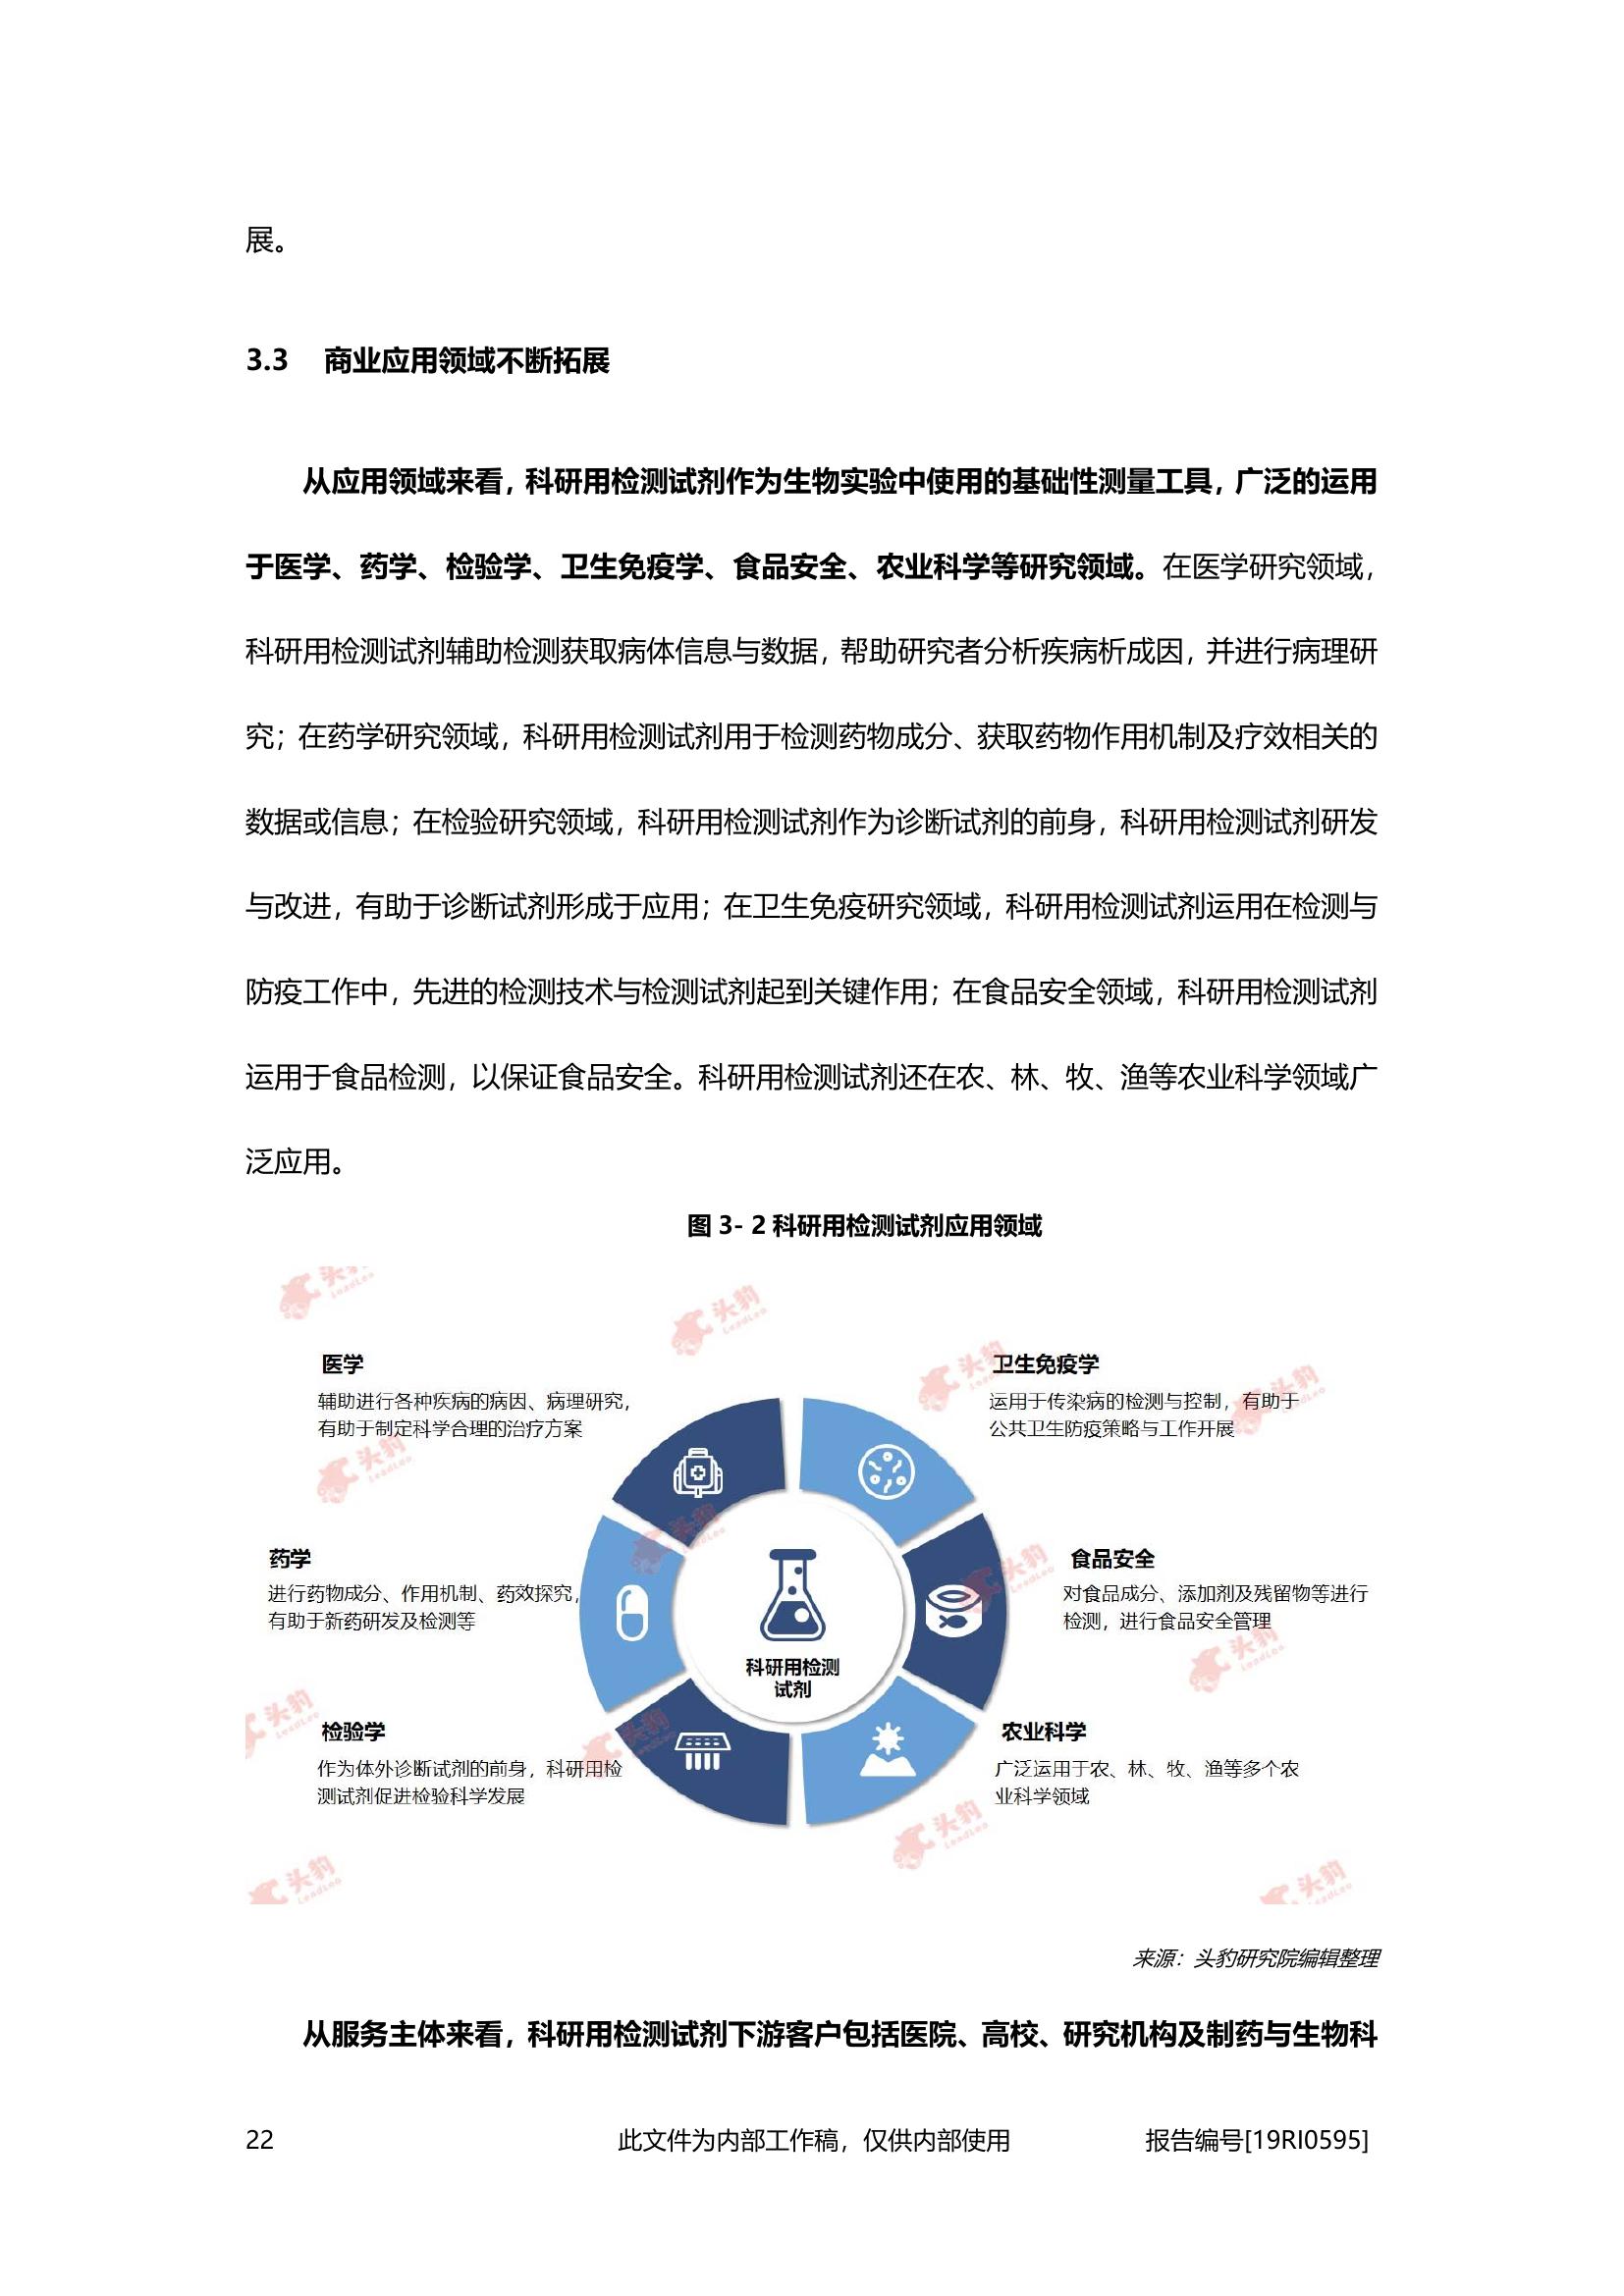 展。
3.3 商业应用领域不断拓展
从应用领域来看，科研用检测试剂作为生物实验中使用的基础性测量工具，广泛的运用
于医学、药学、检验学、卫生免疫学、食品安全、农业科学等研究领域。在医学研究领域，
科研用检测试剂辅助检测获取病体信息与数据，帮助研究者分析疾病析成因，并进行病理研
究；在药学研究领域，科研用检测试剂用于检测药物成分、获取药物作用机制及疗效相关的
数据或信息；在检验研究领域，科研用检测试剂作为诊断试剂的前身，科研用检测试剂研发
与改进，有助于诊断试剂形成于应用；在卫生免疫研究领域，科研用检测试剂运用在检测与
防疫工作中，先进的检测技术与检测试剂起到关键作用；在食品安全领域，科研用检测试剂
运用于食品检测，以保证食品安全。科研用检测试剂还在农、林、牧、渔等农业科学领域广
泛应用。
图 3- 2 科研用检测试剂应用领域
医学
辅助进行各种疾病的病因、病理研究，
有助于制定科学合理的治疗方案
卫生免疫学
运用于传染病的检测与控制，有助于
公共卫生防疫策略与工作开展
药学
进行药物成分、作用机制、药效探究，
有助于新药研发及检测等
食品安全
对食品成分、添加剂及残留物等进行
检测，进行食品安全管理
科研用检测
试剂
检验学
作为体外诊断试剂的前身，科研用检
测试剂促进检验科学发展
农业科学
广泛运用于农、林、牧、渔等多个农
业科学领域
头豹
LeadLeo
来源：头豹研究院编辑整理
从服务主体来看，科研用检测试剂下游客户包括医院、高校、研究机构及制药与生物科
22 此文件为内部工作稿，仅供内部使用 报告编号[19RI0595]